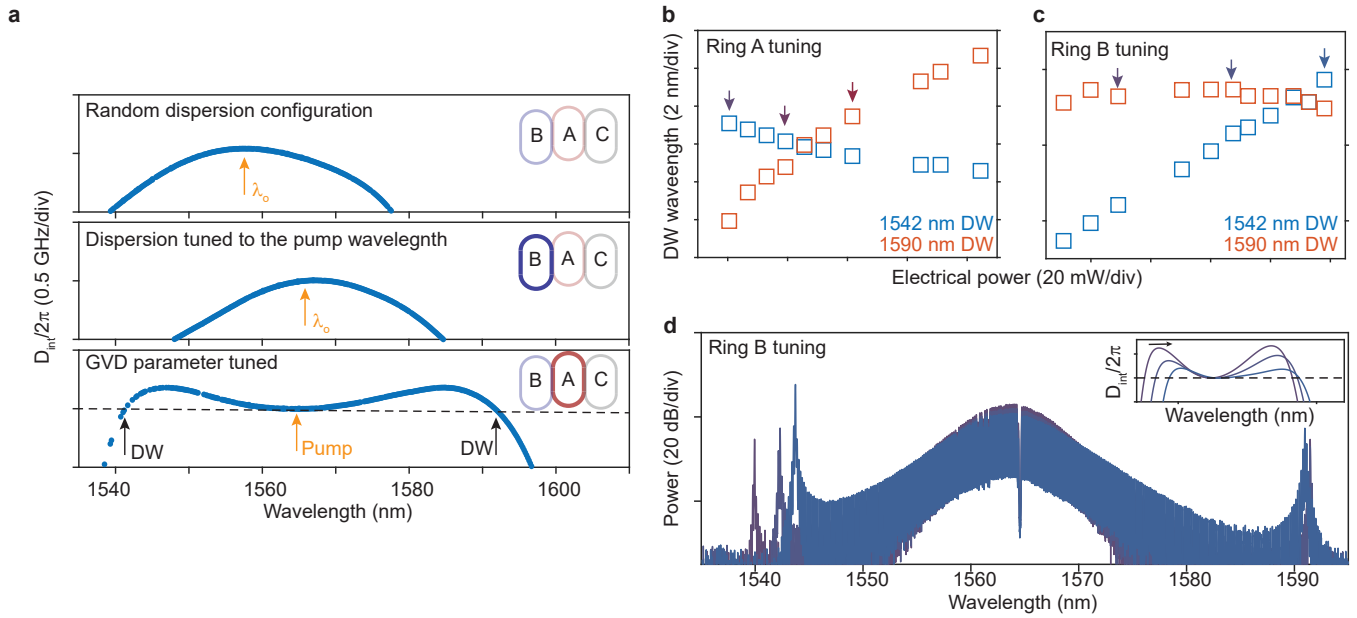 a
Random dispersion configuration
B A C
λo
Dispersion tuned to the pump wavelegnth
B A C
λo
GVD parameter tuned
B A C
DW
Pump
DW
Dint/2π (0.5 GHz/div)
1540 1560 1580 1600
Wavelength (nm)
b
Ring A tuning
DW waveength (2 nm/div)
1542 nm DW
1590 nm DW
c
Ring B tuning
1542 nm DW
1590 nm DW
Electrical power (20 mW/div)
d
Ring B tuning
Power (20 dB/div)
Dint/2π
Wavelength (nm)
1540 1550 1560 1570 1580 1590
Wavelength (nm)